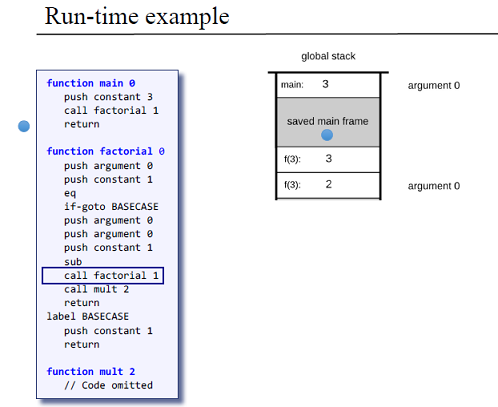 Run-time example
global stack
function main 0
push constant 3
call factorial 1
return
function factorial 0
push argument 0
push constant 1
eq
if-goto BASECASE
push argument 0
push argument 0
push constant 1
sub
call factorial 1
call mult 2
return
label BASECASE
push constant 1
return
function mult 2
// Code omitted
main: 3 argument 0
saved main frame
f(3): 3
f(3): 2 argument 0